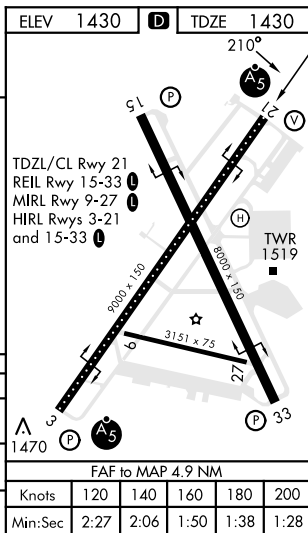 ELEV 1430 D TDZE 1430
210°
A5
21
V
15
P
TDZL/CL Rwy 21
REIL Rwy 15-33 L
MIRL Rwy 9-27 L
HIRL Rwys 3-21
and 15-33 L
H
TWR
1519
9000 x 150
8000 x 150
3151 x 75
9
27
3
33
1470
P
A5
P
FAF to MAP 4.9 NM
Knots 120 140 160 180 200
Min:Sec 2:27 2:06 1:50 1:38 1:28